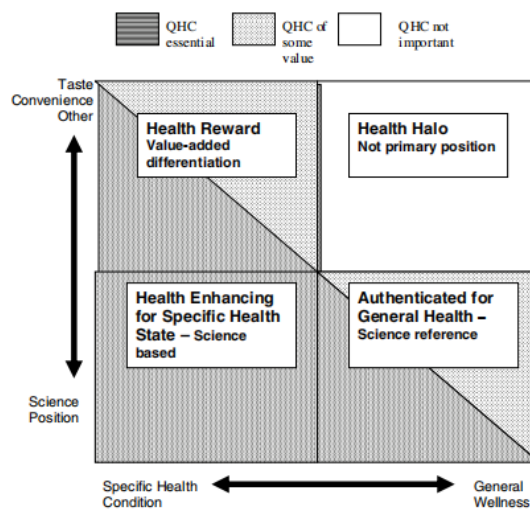 QHC
essential
QHC of
some
value
QHC not
important
Taste
Convenience
Other
Health Reward
Value-added
differentiation
Health Halo
Not primary position
Health Enhancing
for Specific Health
State – Science
based
Authenticated for
General Health –
Science reference
Science
Position
Specific Health
Condition
General
Wellness